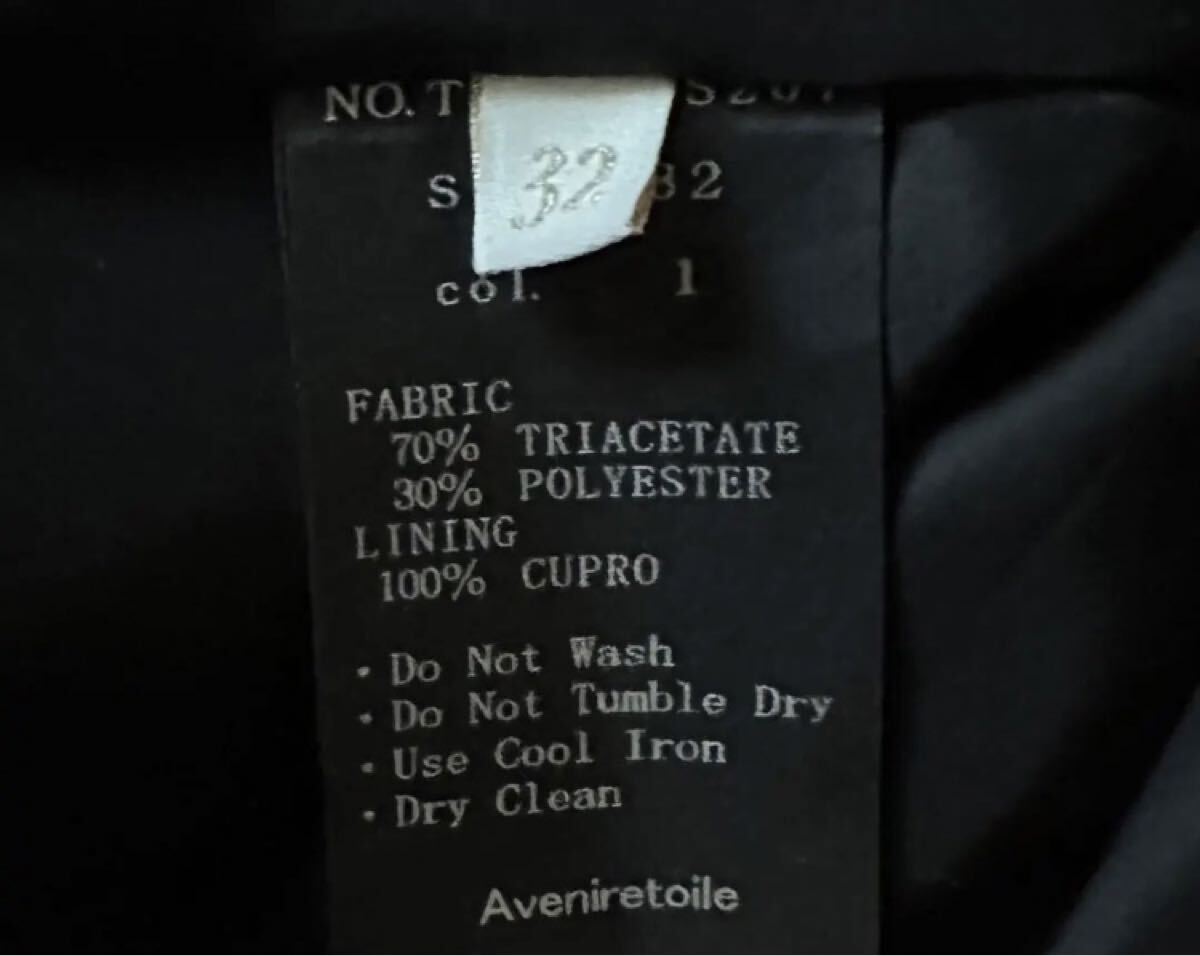 NO. T
32
S 32
col. 1
FABRIC
70% TRIACETATE
30% POLYESTER
LINING
100% CUPRO
・Do Not Wash
・Do Not Tumble Dry
・Use Cool Iron
・Dry Clean
Aveniretoile